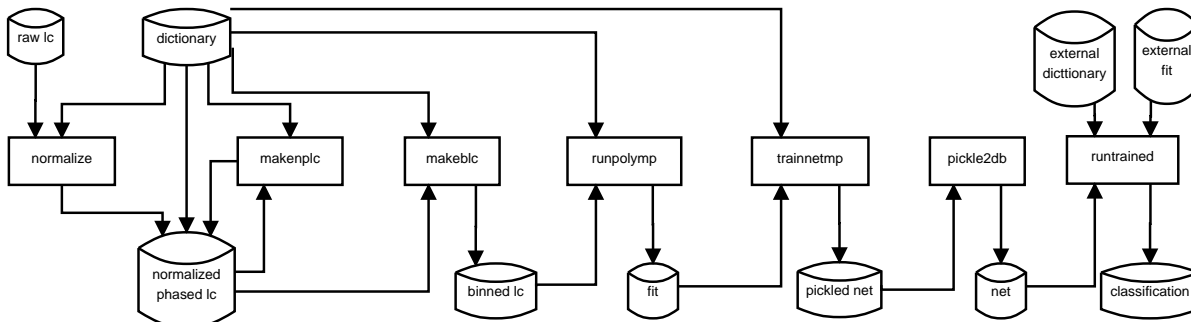 raw lc
dictionary
external
dicttionary
external
fit
normalize
makenplc
makeblc
runpolymp
trainnetmp
pickle2db
runtrained
normalized
phased lc
binned lc
fit
pickled net
net
classification